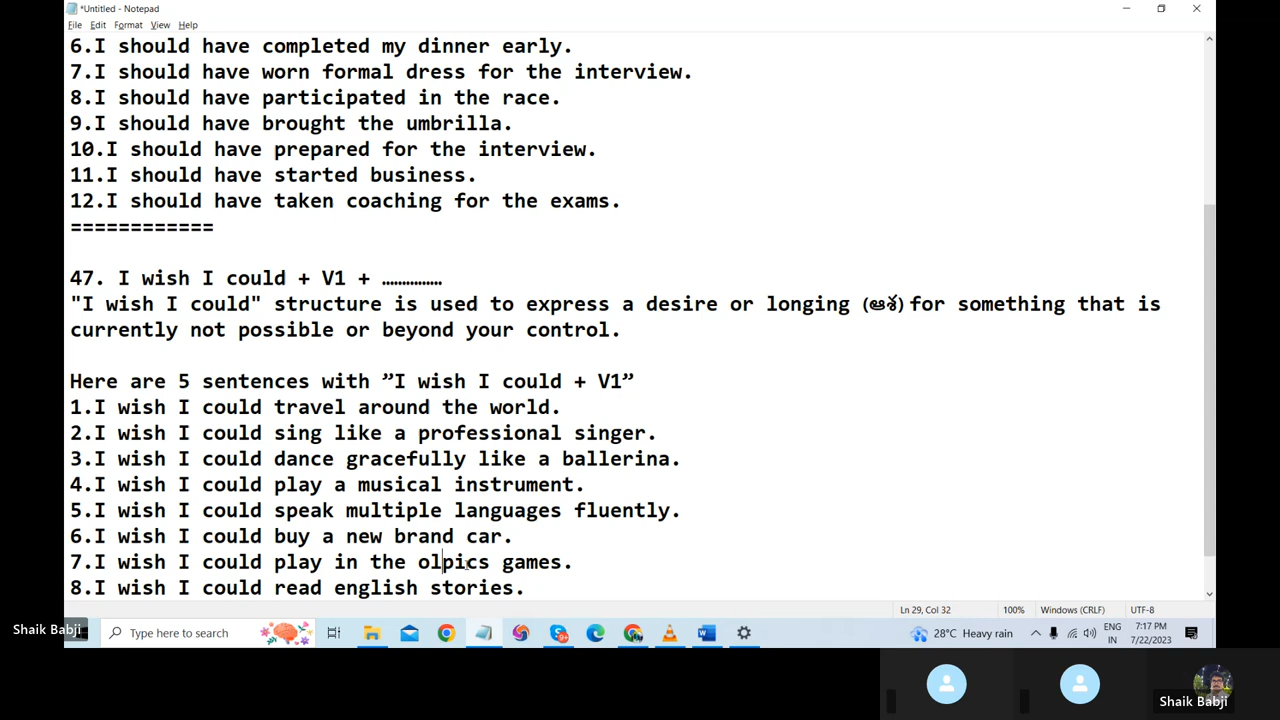 *Untitled - Notepad
File Edit Format View Help
6.I should have completed my dinner early.
7.I should have worn formal dress for the interview.
8.I should have participated in the race.
9.I should have brought the umbrilla.
10.I should have prepared for the interview.
11.I should have started business.
12.I should have taken coaching for the exams.
============
47. I wish I could + V1 + ……………
"I wish I could" structure is used to express a desire or longing (ఆశ) for something that is
currently not possible or beyond your control.
Here are 5 sentences with ”I wish I could + V1”
1.I wish I could travel around the world.
2.I wish I could sing like a professional singer.
3.I wish I could dance gracefully like a ballerina.
4.I wish I could play a musical instrument.
5.I wish I could speak multiple languages fluently.
6.I wish I could buy a new brand car.
7.I wish I could play in the olpics games.
8.I wish I could read english stories.
Ln 29, Col 32 100% Windows (CRLF) UTF-8
Shaik Babji
Type here to search
28°C Heavy rain
ENG
IN
7:17 PM
7/22/2023
Shaik Babji